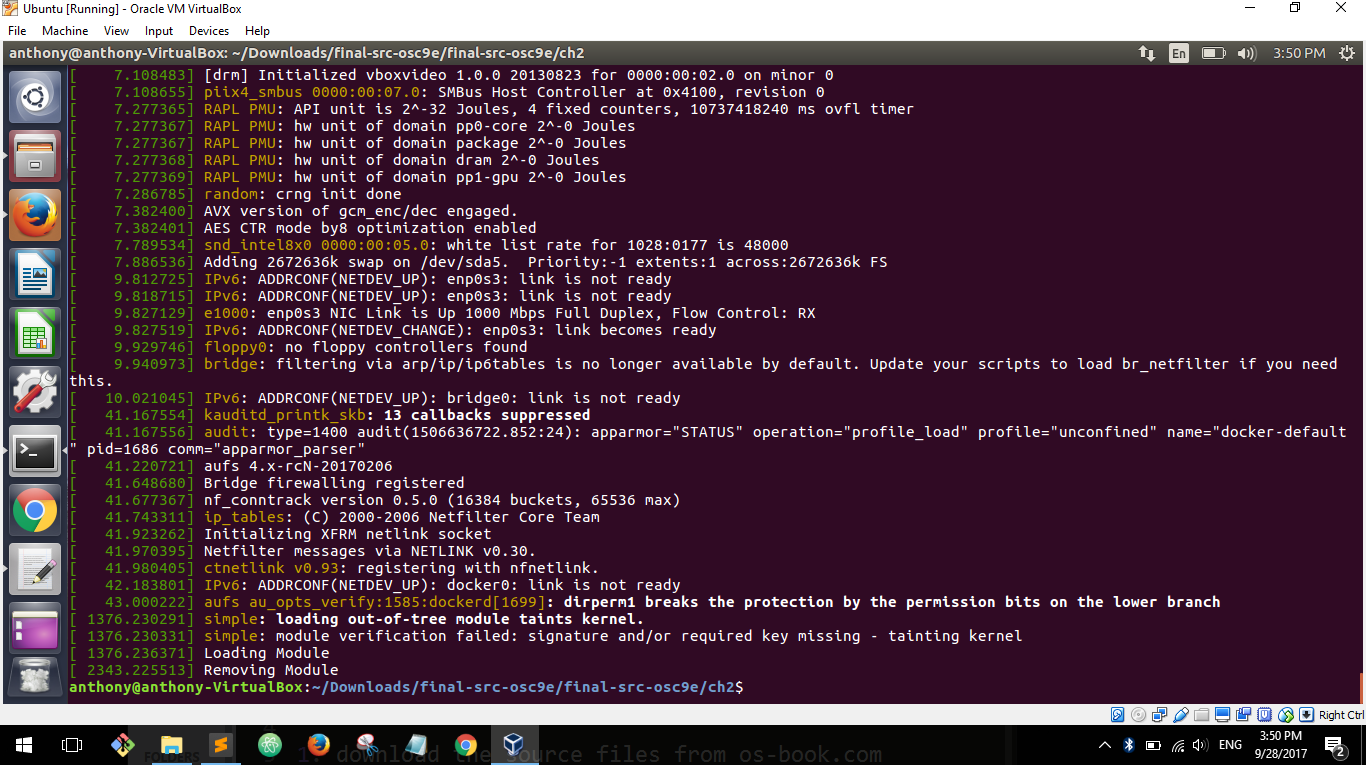 Ubuntu [Running] - Oracle VM VirtualBox
File Machine View Input Devices Help
anthony@anthony-VirtualBox: ~/Downloads/final-src-osc9e/final-src-osc9e/ch2
En
3:50 PM
[    7.108483] [drm] Initialized vboxvideo 1.0.0 20130823 for 0000:00:02.0 on minor 0
[    7.108655] piix4_smbus 0000:00:07.0: SMBus Host Controller at 0x4100, revision 0
[    7.277365] RAPL PMU: API unit is 2^-32 Joules, 4 fixed counters, 10737418240 ms ovfl timer
[    7.277367] RAPL PMU: hw unit of domain pp0-core 2^-0 Joules
[    7.277367] RAPL PMU: hw unit of domain package 2^-0 Joules
[    7.277368] RAPL PMU: hw unit of domain dram 2^-0 Joules
[    7.277369] RAPL PMU: hw unit of domain pp1-gpu 2^-0 Joules
[    7.286785] random: crng init done
[    7.382400] AVX version of gcm_enc/dec engaged.
[    7.382401] AES CTR mode by8 optimization enabled
[    7.789534] snd_intel8x0 0000:00:05.0: white list rate for 1028:0177 is 48000
[    7.886536] Adding 2672636k swap on /dev/sda5.  Priority:-1 extents:1 across:2672636k FS
[    9.812725] IPv6: ADDRCONF(NETDEV_UP): enp0s3: link is not ready
[    9.818715] IPv6: ADDRCONF(NETDEV_UP): enp0s3: link is not ready
[    9.827129] e1000: enp0s3 NIC Link is Up 1000 Mbps Full Duplex, Flow Control: RX
[    9.827519] IPv6: ADDRCONF(NETDEV_CHANGE): enp0s3: link becomes ready
[    9.929746] floppy0: no floppy controllers found
[    9.940973] bridge: filtering via arp/ip/ip6tables is no longer available by default. Update your scripts to load br_netfilter if you need
this.
[   10.021045] IPv6: ADDRCONF(NETDEV_UP): bridge0: link is not ready
[   41.167554] kauditd_printk_skb: 13 callbacks suppressed
[   41.167556] audit: type=1400 audit(1506636722.852:24): apparmor="STATUS" operation="profile_load" profile="unconfined" name="docker-default
" pid=1686 comm="apparmor_parser"
[   41.220721] aufs 4.x-rcN-20170206
[   41.648680] Bridge firewalling registered
[   41.677367] nf_conntrack version 0.5.0 (16384 buckets, 65536 max)
[   41.743311] ip_tables: (C) 2000-2006 Netfilter Core Team
[   41.923262] Initializing XFRM netlink socket
[   41.970395] Netfilter messages via NETLINK v0.30.
[   41.980405] ctnetlink v0.93: registering with nfnetlink.
[   42.183801] IPv6: ADDRCONF(NETDEV_UP): docker0: link is not ready
[   43.000222] aufs au_opts_verify:1585:dockerd[1699]: dirperm1 breaks the protection by the permission bits on the lower branch
[ 1376.230291] simple: loading out-of-tree module taints kernel.
[ 1376.230331] simple: module verification failed: signature and/or required key missing - tainting kernel
[ 1376.236371] Loading Module
[ 2343.225513] Removing Module
anthony@anthony-VirtualBox:~/Downloads/final-src-osc9e/final-src-osc9e/ch2$
Right Ctrl
FOLDERS
1. download the source files from os-book.com
ENG
3:50 PM
9/28/2017
2